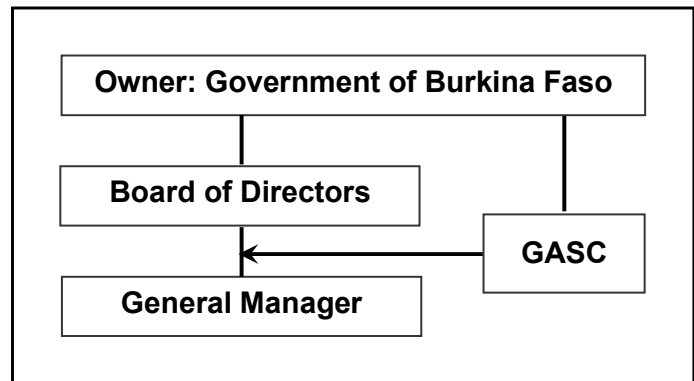 Owner: Government of Burkina Faso
Board of Directors
GASC
General Manager